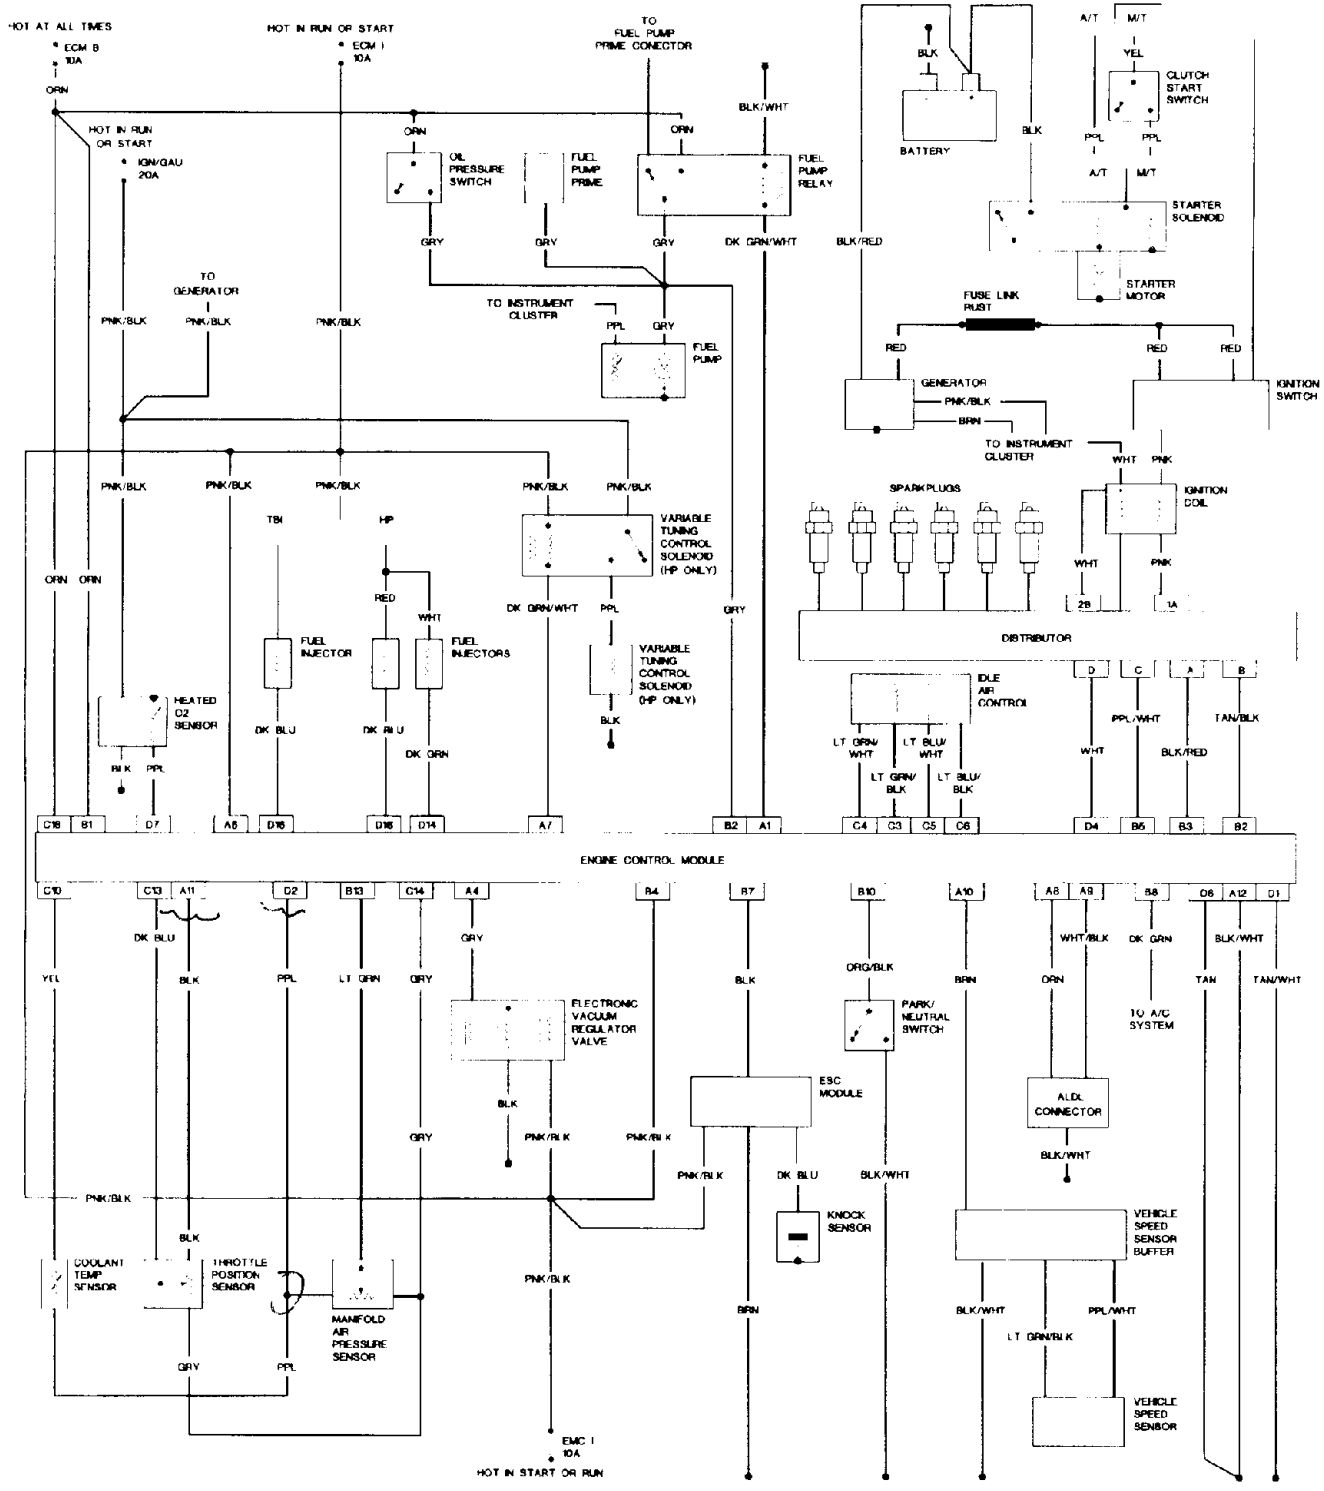 HOT AT ALL TIMES
ECM B
10A
ORN
HOT IN RUN OR START
ECM I
10A
TO
FUEL PUMP
PRIME CONECTOR
BLK/WHT
A/T
M/T
YEL
CLUTCH
START
SWITCH
BLK
BATTERY
BLK
PPL
PPL
A/T
M/T
HOT IN RUN
OR START
IGN/GAU
20A
ORN
OIL
PRESSURE
SWITCH
FUEL
PUMP
PRIME
ORN
FUEL
PUMP
RELAY
STARTER
SOLENOID
GRY
GRY
GRY
DK GRN/WHT
BLK/RED
STARTER
MOTOR
FUSE LINK
RUST
TO
GENERATOR
PNK/BLK
PNK/BLK
PNK/BLK
TO INSTRUMENT
CLUSTER
PPL
GRY
FUEL
PUMP
RED
RED
RED
GENERATOR
PNK/BLK
BRN
IGNITION
SWITCH
TO INSTRUMENT
CLUSTER
WHT
PNK
PNK/BLK
PNK/BLK
PNK/BLK
PNK/BLK
PNK/BLK
SPARKPLUGS
IGNITION
COIL
TBI
HP
VARIABLE
TUNING
CONTROL
SOLENOID
(HP ONLY)
WHT
PNK
ORN
ORN
RED
WHT
DK GRN/WHT
PPL
GRY
2B
1A
DISTRIBUTOR
FUEL
INJECTOR
FUEL
INJECTORS
VARIABLE
TUNING
CONTROL
SOLENOID
(HP ONLY)
D
C
A
B
IDLE
AIR
CONTROL
HEATED
O2
SENSOR
DK BLU
DK BLU
DK GRN
BLK
PPL/WHT
TAN/BLK
LT GRN/
WHT
LT BLU/
WHT
WHT
BLK/RED
BLK
PPL
LT GRN/
BLK
LT BLU/
BLK
C16
B1
D7
A6
D16
D16
D14
A7
B2
A1
C4
C3
C5
C6
D4
B5
B3
B2
ENGINE CONTROL MODULE
C10
C13
A11
D2
B13
C14
A4
B4
B7
B10
A10
A8
A9
B8
D6
A12
D1
DK BLU
GRY
WHT/BLK
DK GRN
BLK/WHT
YEL
BLK
PPL
LT GRN
GRY
BLK
ORG/BLK
BRN
ORN
TAN
TAN/WHT
ELECTRONIC
VACUUM
REGULATOR
VALVE
PARK/
NEUTRAL
SWITCH
TO A/C
SYSTEM
ESC
MODULE
ALDL
CONNECTOR
BLK
GRY
PNK/BLK
PNK/BLK
PNK/BLK
DK BLU
BLK/WHT
BLK/WHT
PNK/BLK
KNOCK
SENSOR
VEHICLE
SPEED
SENSOR
BUFFER
BLK
COOLANT
TEMP
SENSOR
THROTTLE
POSITION
SENSOR
PNK/BLK
MANIFOLD
AIR
PRESSURE
SENSOR
BRN
BLK/WHT
PPL/WHT
LT GRN/BLK
GRY
PPL
VEHICLE
SPEED
SENSOR
EMC I
10A
HOT IN START OR RUN